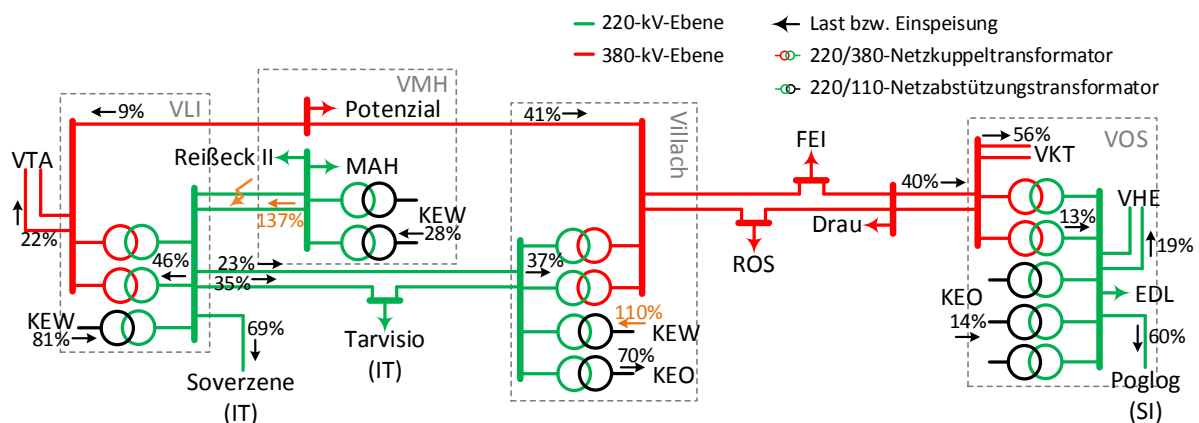 220-kV-Ebene
380-kV-Ebene
Last bzw. Einspeisung
220/380-Netzkuppeltransformator
220/110-Netzabstützungstransformator
VLI
VMH
Villach
VOS
9%
Potenzial
41%
VTA
Reißeck II
MAH
FEI
56%
VKT
40%
137%
KEW
28%
22%
Drau
13%
VHE
46%
23%
37%
ROS
19%
35%
KEW
81%
69%
Tarvisio
(IT)
110%
KEW
KEO
14%
EDL
70%
KEO
60%
Soverzene
(IT)
Poglog
(SI)